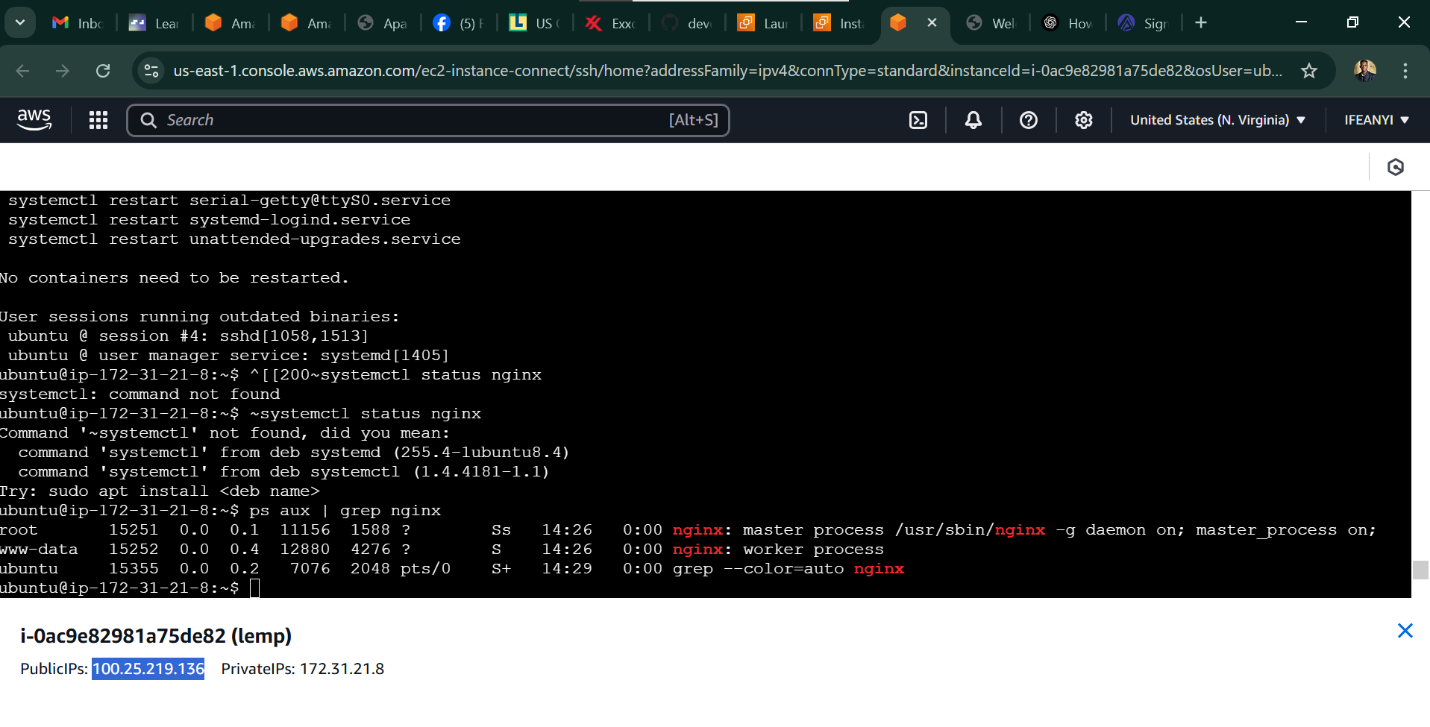 Inbo
Lear
Ama
Ama
Apa
(5) F
US (
Exxo
dev
Laun
Inst
Wel
How
Sign
us-east-1.console.aws.amazon.com/ec2-instance-connect/ssh/home?addressFamily=ipv4&connType=standard&instanceId=i-0ac9e82981a75de82&osUser=ub...
aws
Search
[Alt+S]
United States (N. Virginia)
IFEANYI
systemctl restart serial-getty@ttyS0.service
systemctl restart systemd-logind.service
systemctl restart unattended-upgrades.service
No containers need to be restarted.
User sessions running outdated binaries:
ubuntu @ session #4: sshd[1058,1513]
ubuntu @ user manager service: systemd[1405]
ubuntu@ip-172-31-21-8:~$ ^[[200~systemctl status nginx
systemctl: command not found
ubuntu@ip-172-31-21-8:~$ ~systemctl status nginx
Command '~systemctl' not found, did you mean:
command 'systemctl' from deb systemd (255.4-1ubuntu8.4)
command 'systemctl' from deb systemctl (1.4.4181-1.1)
Try: sudo apt install <deb name>
ubuntu@ip-172-31-21-8:~$ ps aux | grep nginx
root 15251 0.0 0.1 11156 1588 ? Ss 14:26 0:00 nginx: master process /usr/sbin/nginx -g daemon on; master_process on;
www-data 15252 0.0 0.4 12880 4276 ? S 14:26 0:00 nginx: worker process
ubuntu 15355 0.0 0.2 7076 2048 pts/0 S+ 14:29 0:00 grep --color=auto nginx
ubuntu@ip-172-31-21-8:~$
i-0ac9e82981a75de82 (lemp)
PublicIPs: 100.25.219.136 PrivateIPs: 172.31.21.8